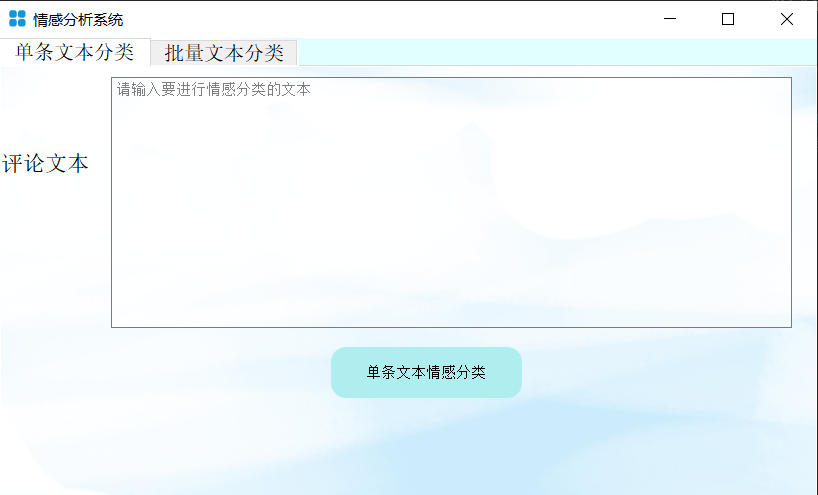 情感分析系统
单条文本分类 批量文本分类
请输入要进行情感分类的文本
评论文本
单条文本情感分类